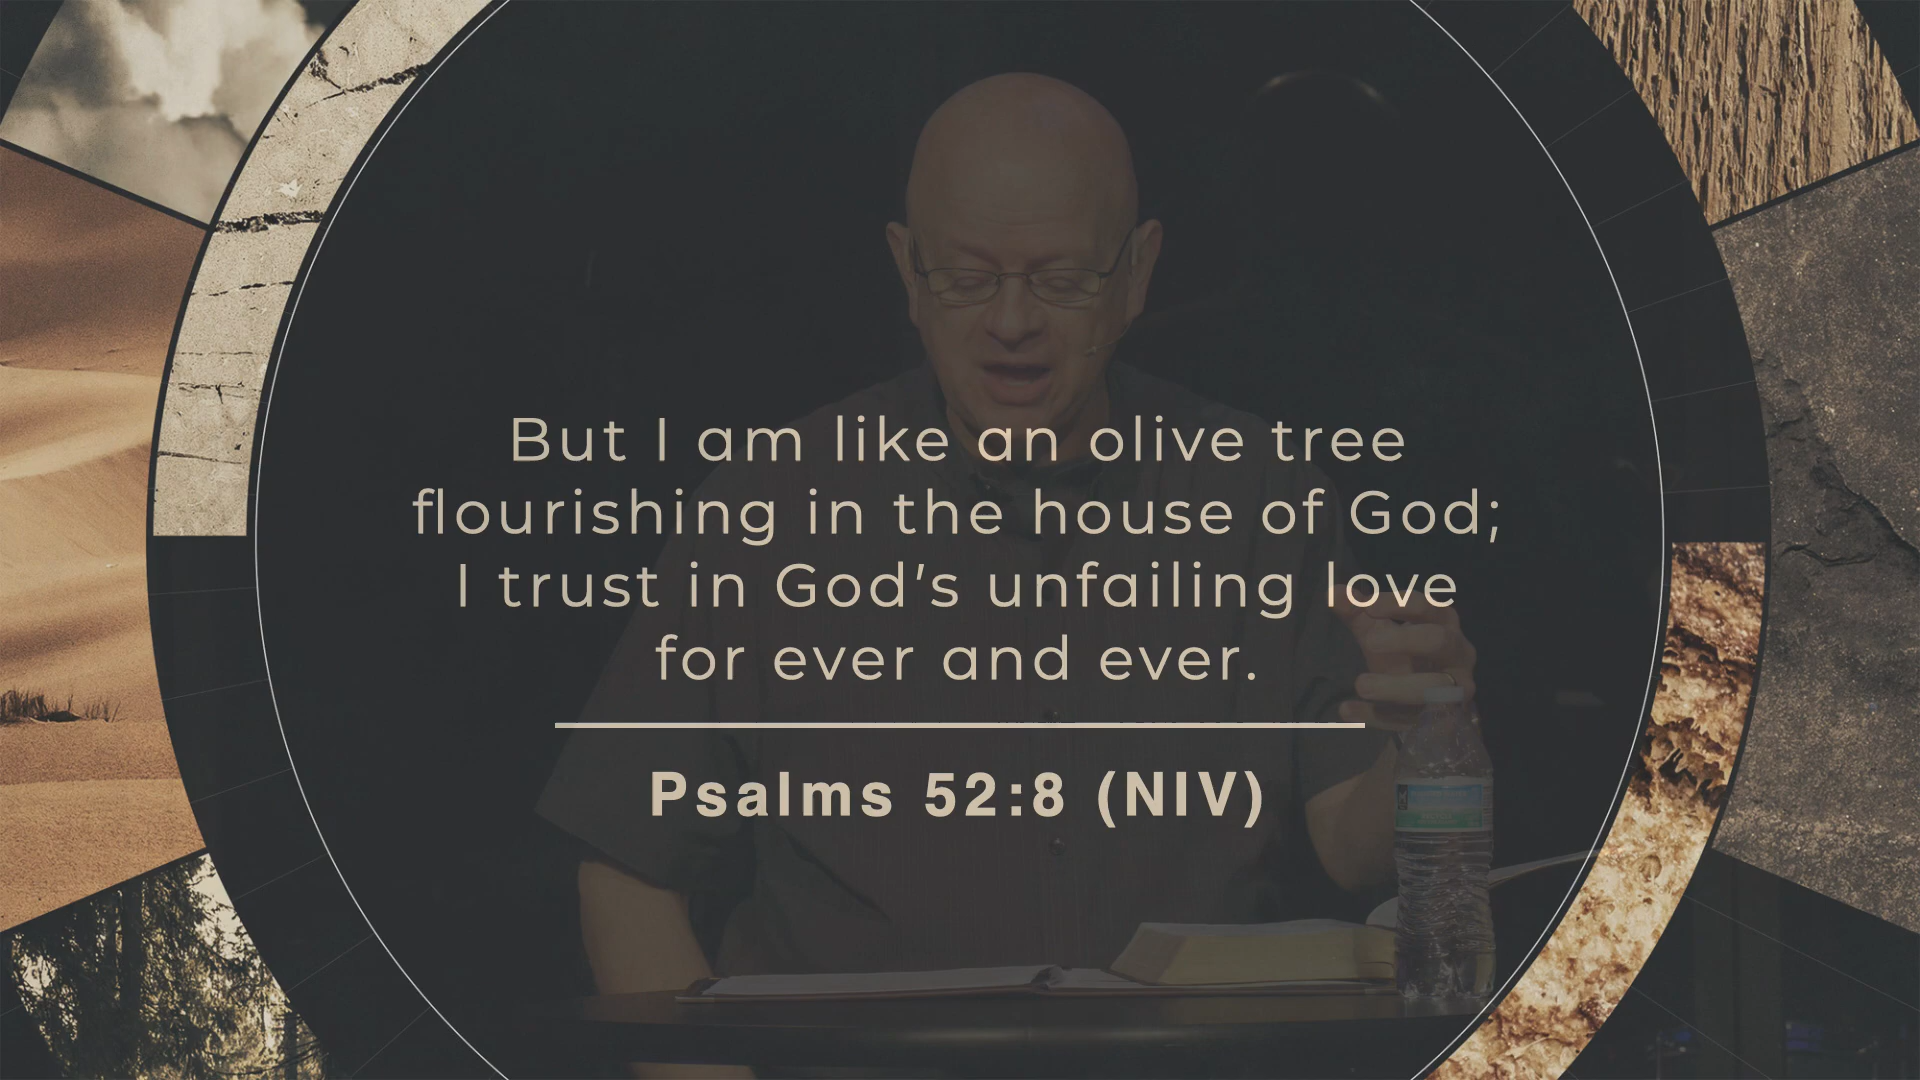 But I am like an olive tree
flourishing in the house of God;
I trust in God's unfailing love
for ever and ever.
Psalms 52:8 (NIV)